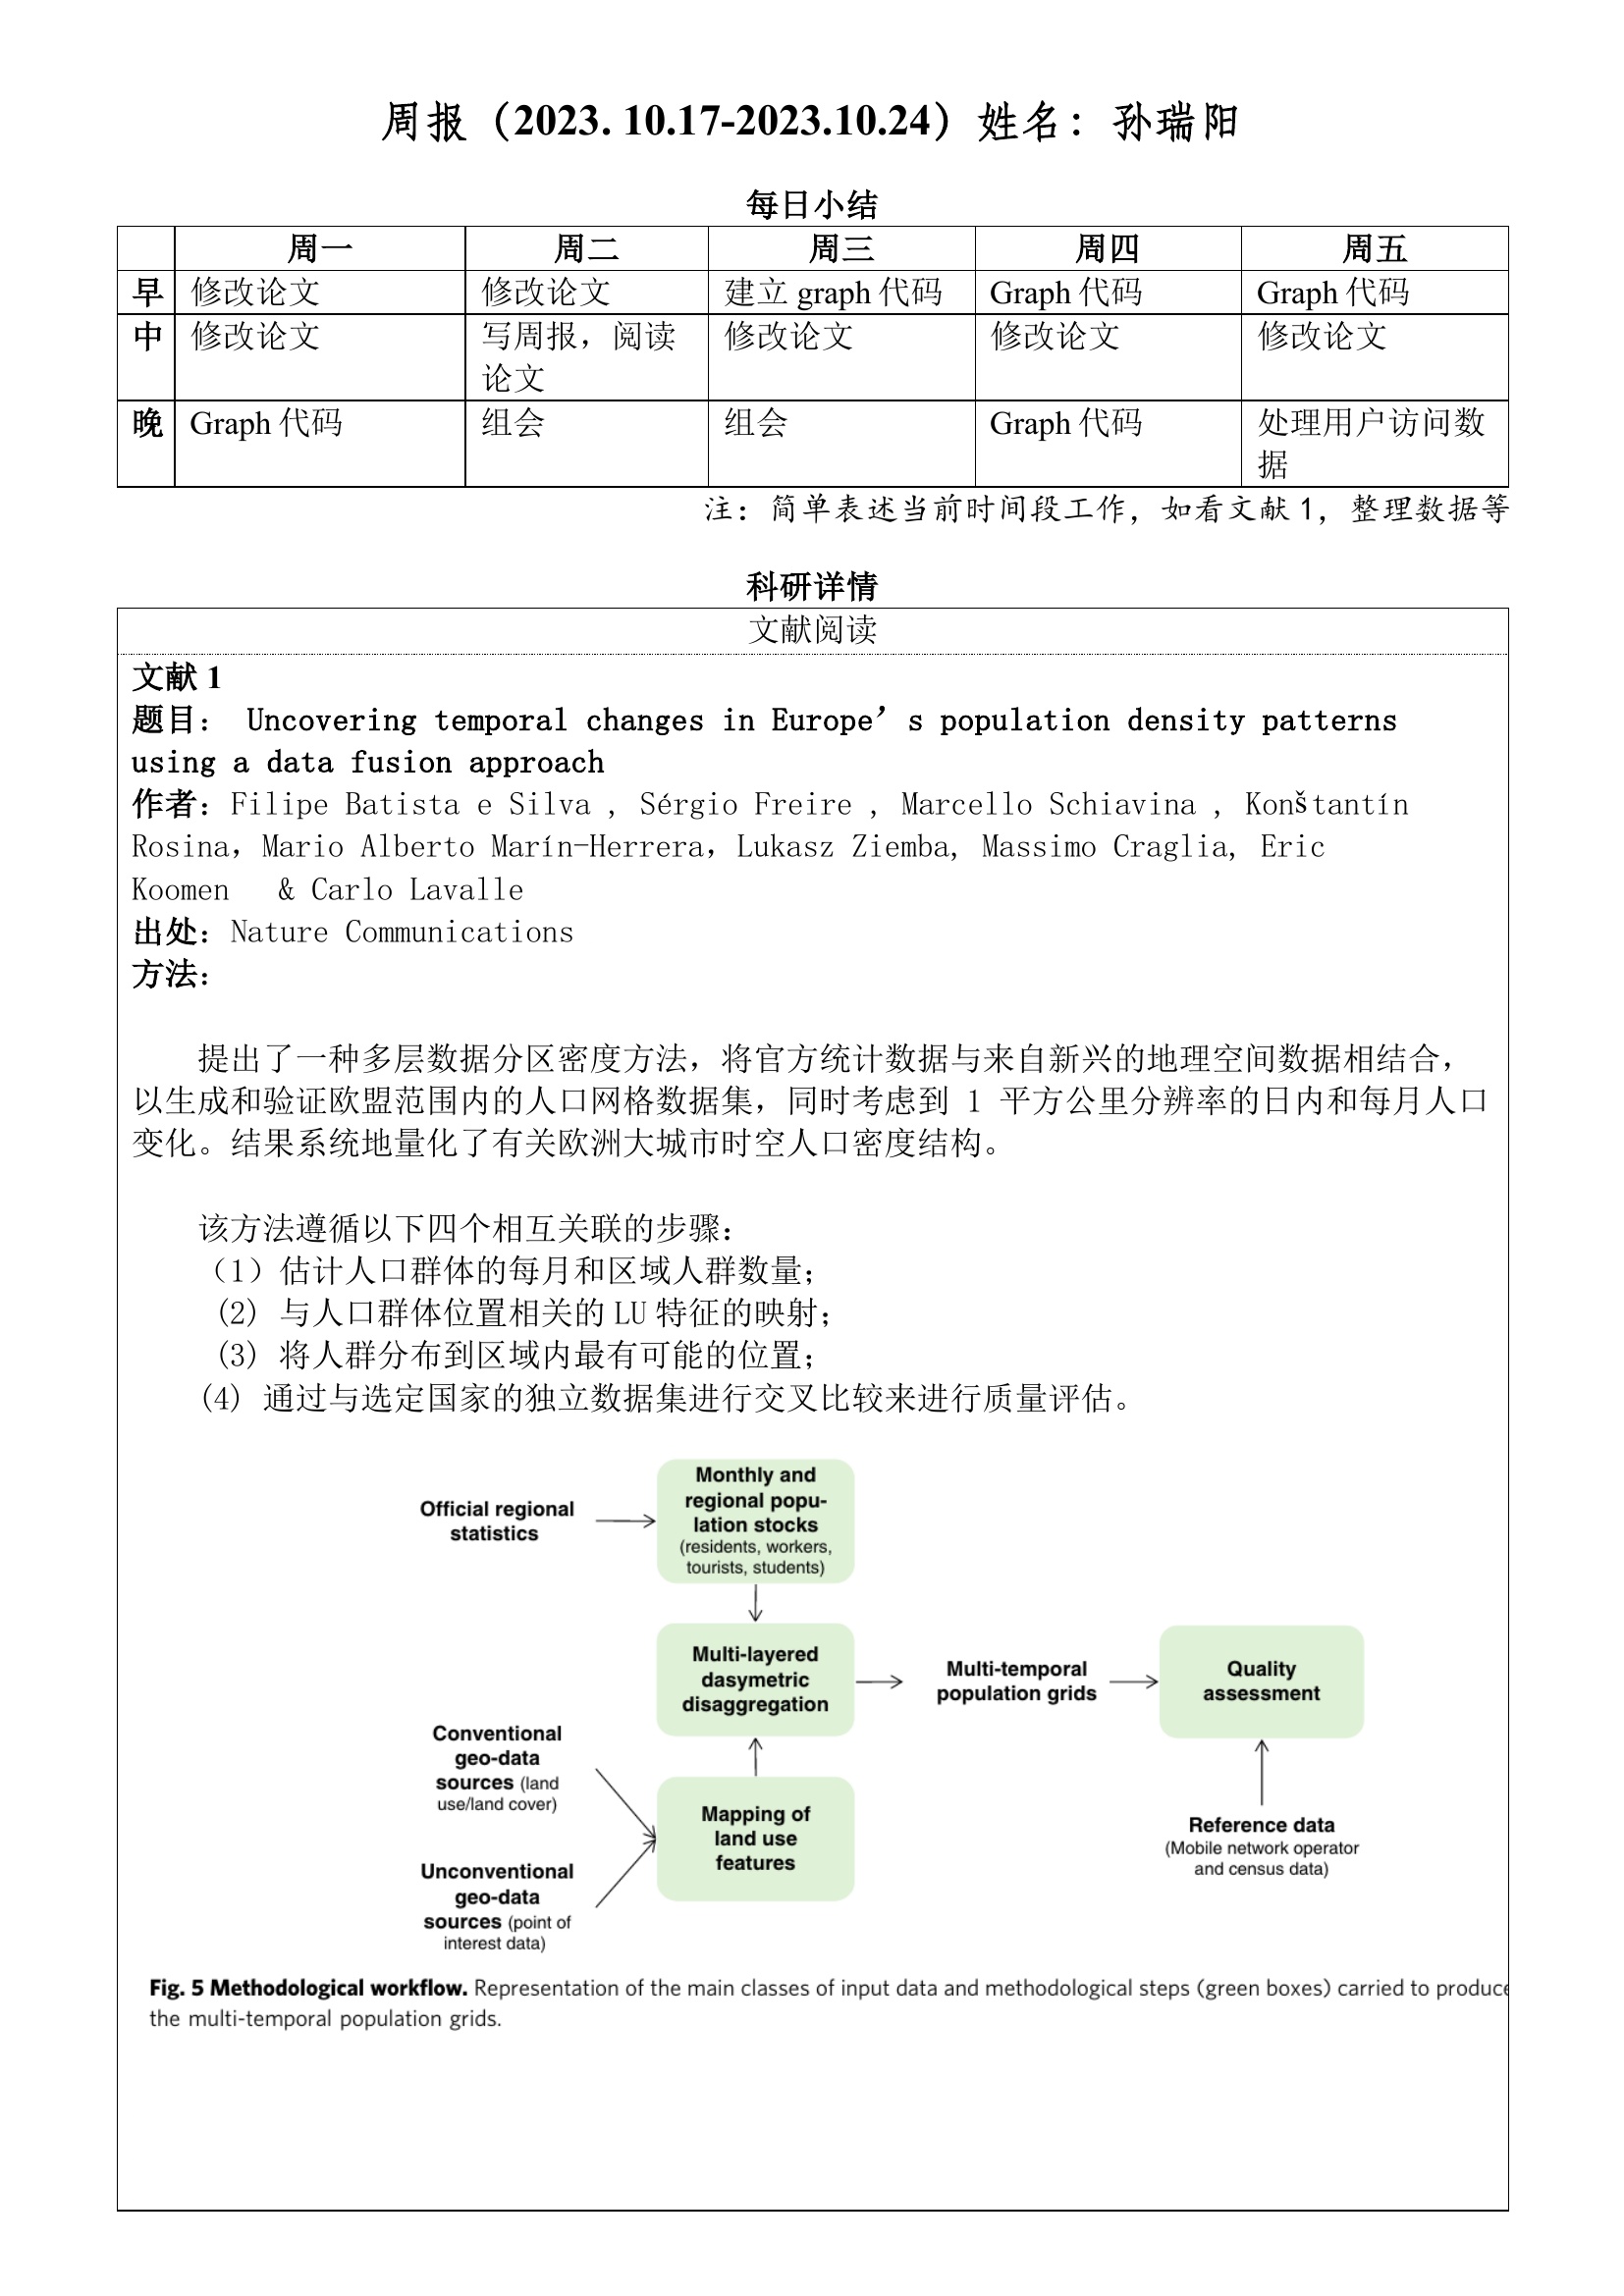 周报（2023. 10.17-2023.10.24）姓名：孙瑞阳
每日小结
周一 周二 周三 周四 周五
早 修改论文 修改论文 建立 graph 代码 Graph 代码 Graph 代码
中 修改论文 写周报，阅读论文 修改论文 修改论文 修改论文
晚 Graph 代码 组会 组会 Graph 代码 处理用户访问数据
注：简单表述当前时间段工作，如看文献 1，整理数据等
科研详情
文献阅读
文献 1
题目： Uncovering temporal changes in Europe’s population density patterns
using a data fusion approach
作者：Filipe Batista e Silva , Sérgio Freire , Marcello Schiavina , Konštantín
Rosina，Mario Alberto Marín-Herrera，Lukasz Ziemba, Massimo Craglia, Eric
Koomen & Carlo Lavalle
出处：Nature Communications
方法：
提出了一种多层数据分区密度方法，将官方统计数据与来自新兴的地理空间数据相结合，
以生成和验证欧盟范围内的人口网格数据集，同时考虑到 1 平方公里分辨率的日内和每月人口
变化。结果系统地量化了有关欧洲大城市时空人口密度结构。
该方法遵循以下四个相互关联的步骤：
（1）估计人口群体的每月和区域人群数量；
(2) 与人口群体位置相关的 LU 特征的映射；
(3) 将人群分布到区域内最有可能的位置；
(4) 通过与选定国家的独立数据集进行交叉比较来进行质量评估。
Official regional
statistics
Monthly and
regional popu-
lation stocks
(residents, workers,
tourists, students)
Multi-layered
dasymetric
disaggregation
Multi-temporal
population grids
Quality
assessment
Conventional
geo-data
sources (land
use/land cover)
Mapping of
land use
features
Reference data
(Mobile network operator
and census data)
Unconventional
geo-data
sources (point of
interest data)
Fig. 5 Methodological workflow. Representation of the main classes of input data and methodological steps (green boxes) carried to produce
the multi-temporal population grids.